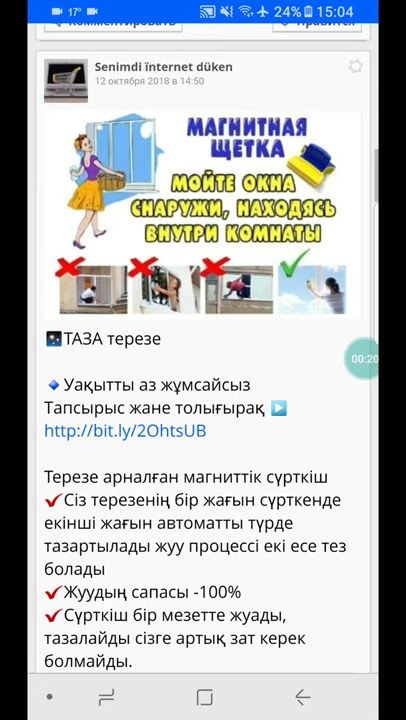 17° 24% 15:04
Комментировать Нравится
Senimdi ïnternet düken
12 октября 2018 в 14:50
МАГНИТНАЯ
ЩЕТКА
МОЙТЕ ОКНА
СНАРУЖИ, НАХОДЯСЬ
ВНУТРИ КОМНАТЫ
ТАЗА терезе
00:20
Уақытты аз жұмсайсыз
Тапсырыс жане толығырақ
http://bit.ly/2OhtsUB
Терезе арналған магниттік сүрткіш
Сіз терезенің бір жағын сүрткенде
екінші жағын автоматты түрде
тазартылады жуу процессі екі есе тез
болады
Жуудың сапасы -100%
Сүрткіш бір мезетте жуады,
тазалайды сізге артық зат керек
болмайды.